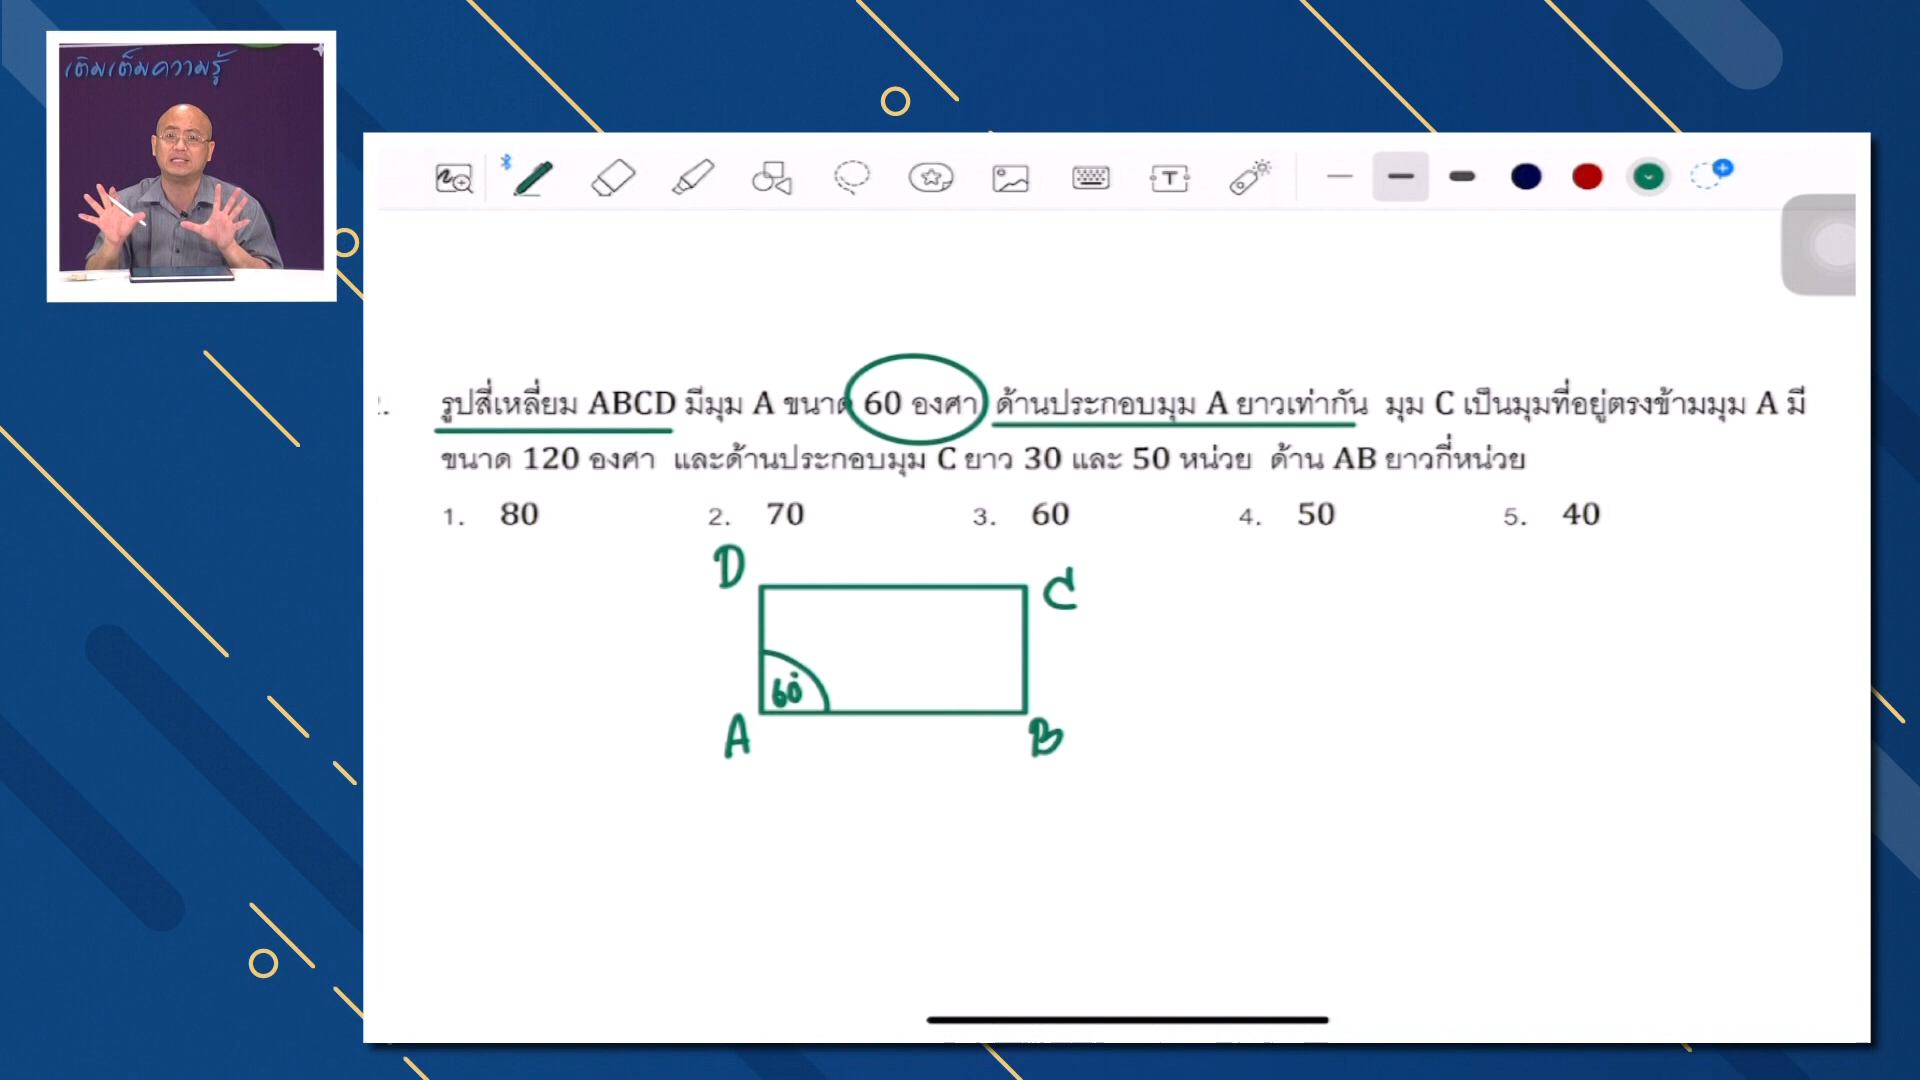 เติมเต็มความรู้
รูปสี่เหลี่ยม ABCD มีมุม A ขนาด 60 องศา ด้านประกอบมุม A ยาวเท่ากัน มุม C เป็นมุมที่อยู่ตรงข้ามมุม A มี
ขนาด 120 องศา และด้านประกอบมุม C ยาว 30 และ 50 หน่วย ด้าน AB ยาวกี่หน่วย
1. 80 2. 70 3. 60 4. 50 5. 40
D C
60°
A B